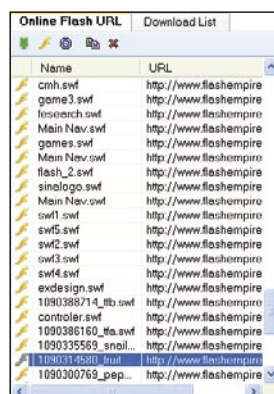 Online Flash URL Download List
Name URL
cmh.swf http://www.flashempire
game3.swf http://www.flashempire
fesearch.swf http://www.flashempire
Main Nav.swf http://www.flashempire
games.swf http://www.flashempire
Main Nav.swf http://www.flashempire
flash_2.swf http://www.flashempire
sinalogo.swf http://www.flashempire
Main Nav.swf http://www.flashempire
swf1.swf http://www.flashempire
swf5.swf http://www.flashempire
swf2.swf http://www.flashempire
swf3.swf http://www.flashempire
swf4.swf http://www.flashempire
exdesign.swf http://www.flashempire
1090388714_tfb.swf http://www.flashempire
controler.swf http://www.flashempire
1090386160_tfa.swf http://www.flashempire
1090335569_snail... http://www.flashempire
1090314580_fruit... http://www.flashempire
1090300769_pep... http://www.flashempire